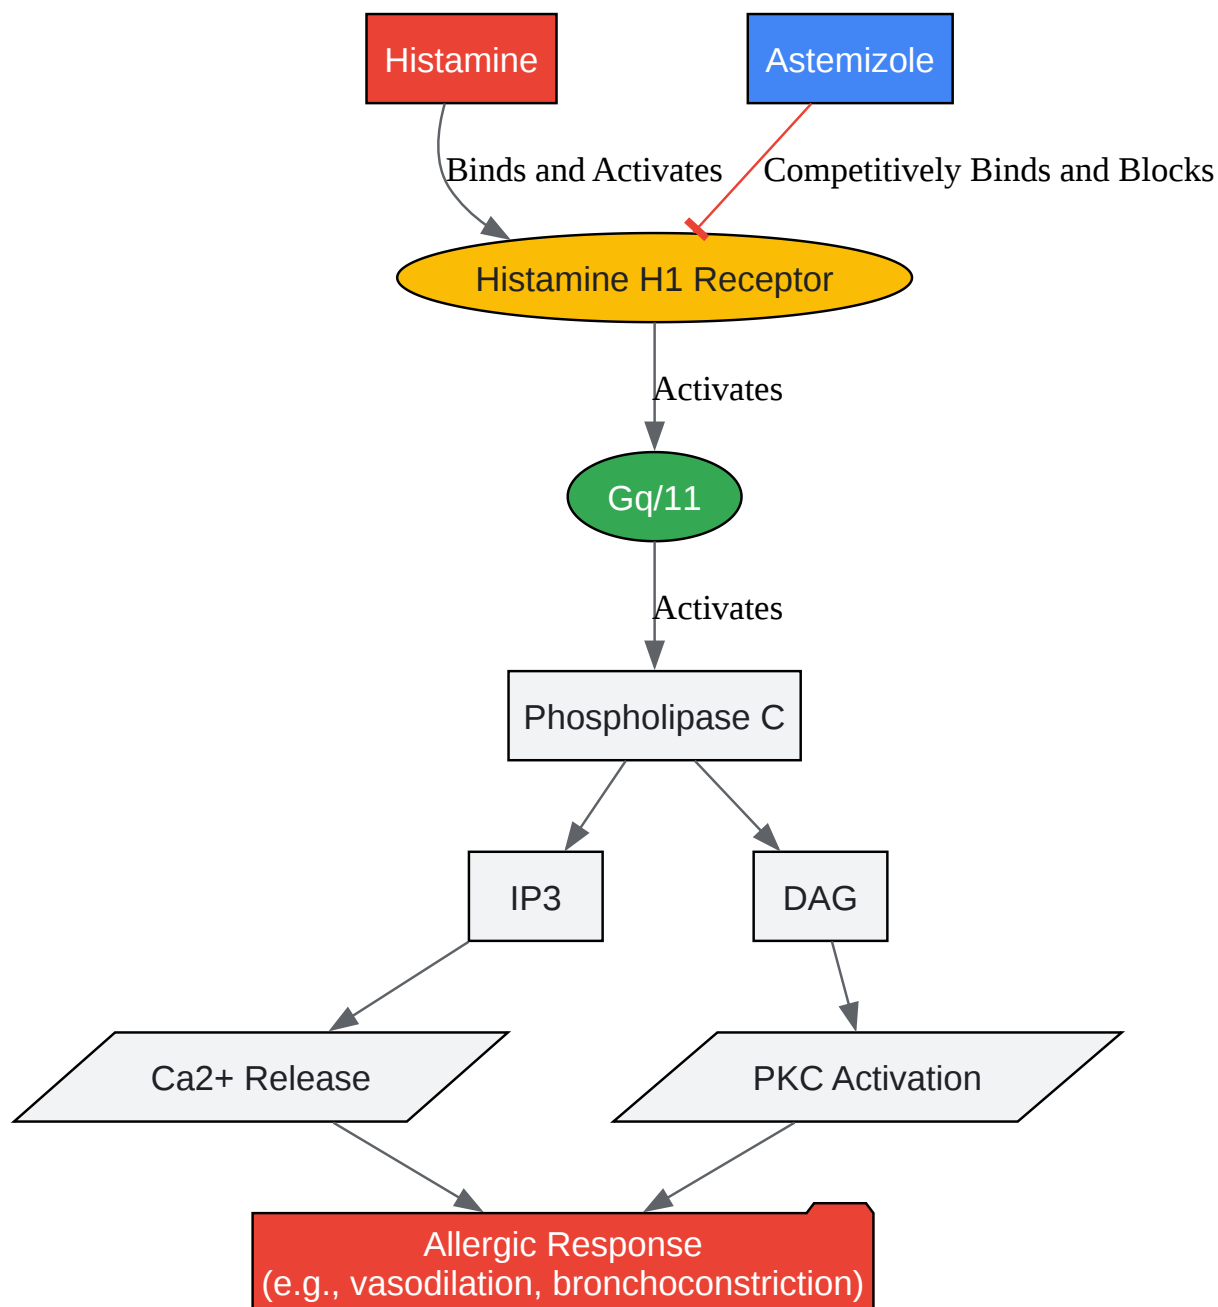 Histamine
Astemizole
Binds and Activates
Competitively Binds and Blocks
Histamine H1 Receptor
Activates
Gq/11
Activates
Phospholipase C
IP3
DAG
Ca2+ Release
PKC Activation
Allergic Response
(e.g., vasodilation, bronchoconstriction)